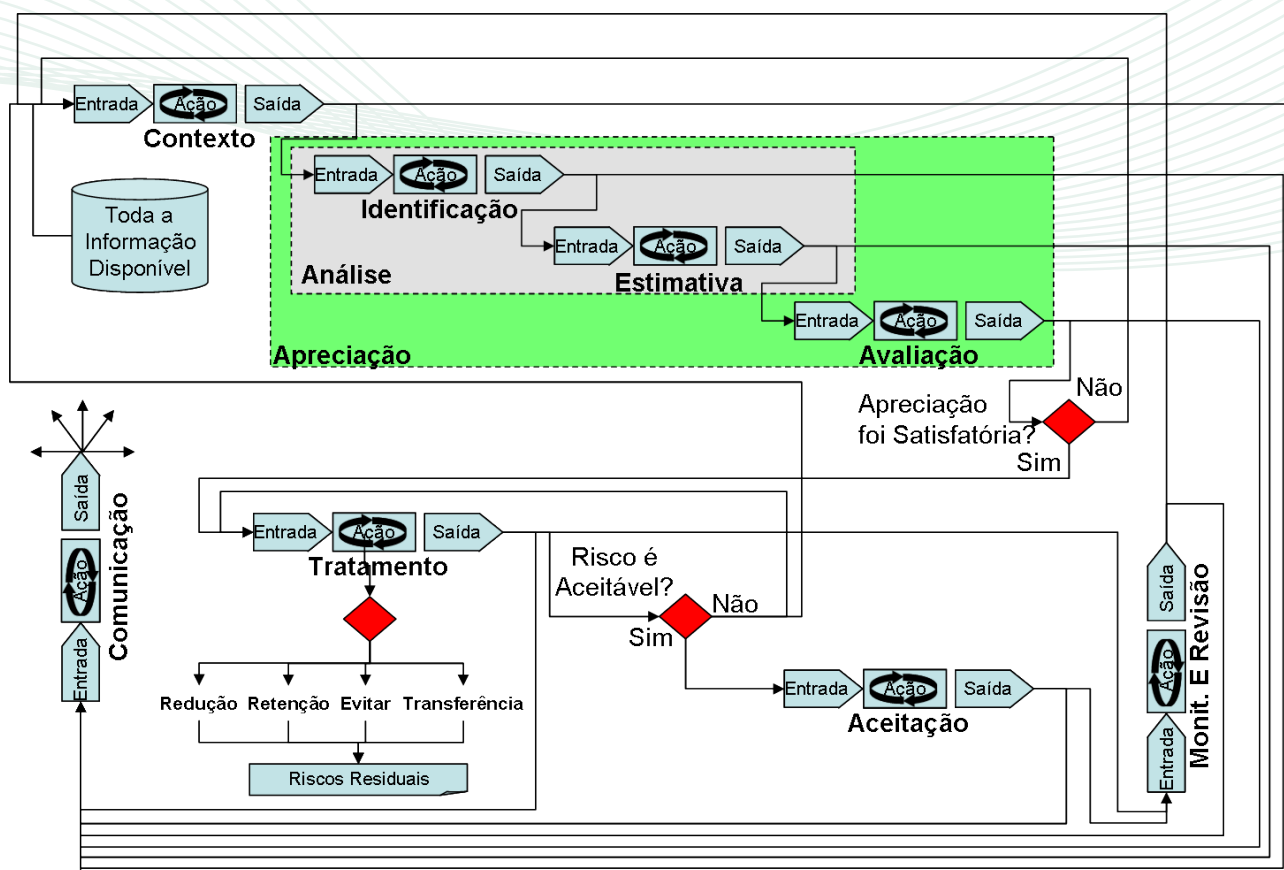 Entrada
Ação
Saída
Contexto
Toda a
Informação
Disponível
Entrada
Ação
Saída
Identificação
Entrada
Ação
Saída
Análise
Estimativa
Entrada
Ação
Saída
Apreciação
Avaliação
Apreciação
foi Satisfatória?
Não
Sim
Saída
Ação
Entrada
Comunicação
Entrada
Ação
Saída
Tratamento
Risco é
Aceitável?
Não
Sim
Redução
Retenção
Evitar
Transferência
Riscos Residuais
Entrada
Ação
Saída
Aceitação
Saída
Ação
Entrada
Monit. E Revisão